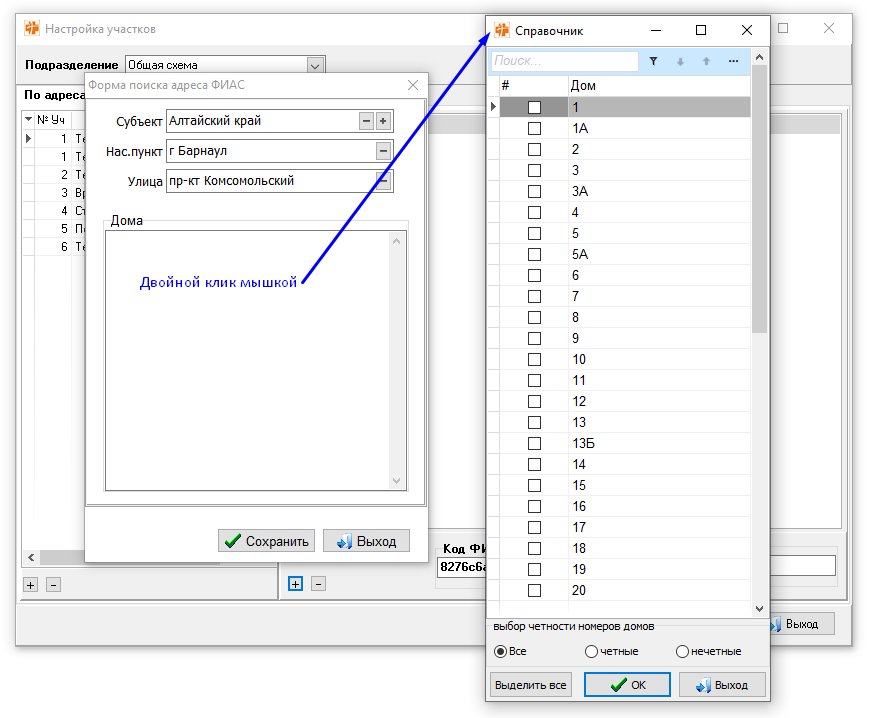 Настройка участков
Подразделение
Общая схема
По адреса
№ Уч
1 Те
1 Те
2 Те
3 Вр
4 Ст
5 По
6 Те
Код ФИ
8276c6a
Выход
Форма поиска адреса ФИАС
Субъект
Алтайский край
Нас.пункт
г Барнаул
Улица
пр-кт Комсомольский
Дома
Двойной клик мышкой
Сохранить
Выход
Справочник
Поиск...
# Дом
1
1А
2
3
3А
4
5
5А
6
7
8
9
10
11
12
13
13Б
14
15
16
17
18
19
20
выбор четности номеров домов
Все четные нечетные
Выделить все
OK
Выход